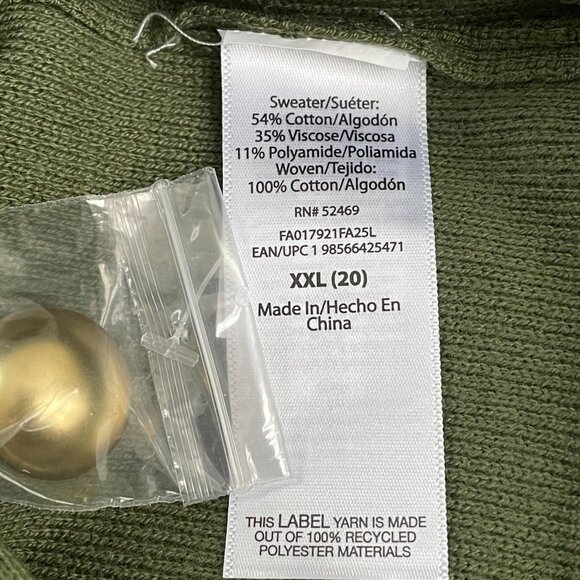 Sweater/Suéter:
54% Cotton/Algodón
35% Viscose/Viscosa
11% Polyamide/Poliamida
Woven/Tejido:
100% Cotton/Algodón
RN# 52469
FA017921FA25L
EAN/UPC 1 98566425471
XXL (20)
Made In/Hecho En
China
THIS LABEL YARN IS MADE
OUT OF 100% RECYCLED
POLYESTER MATERIALS